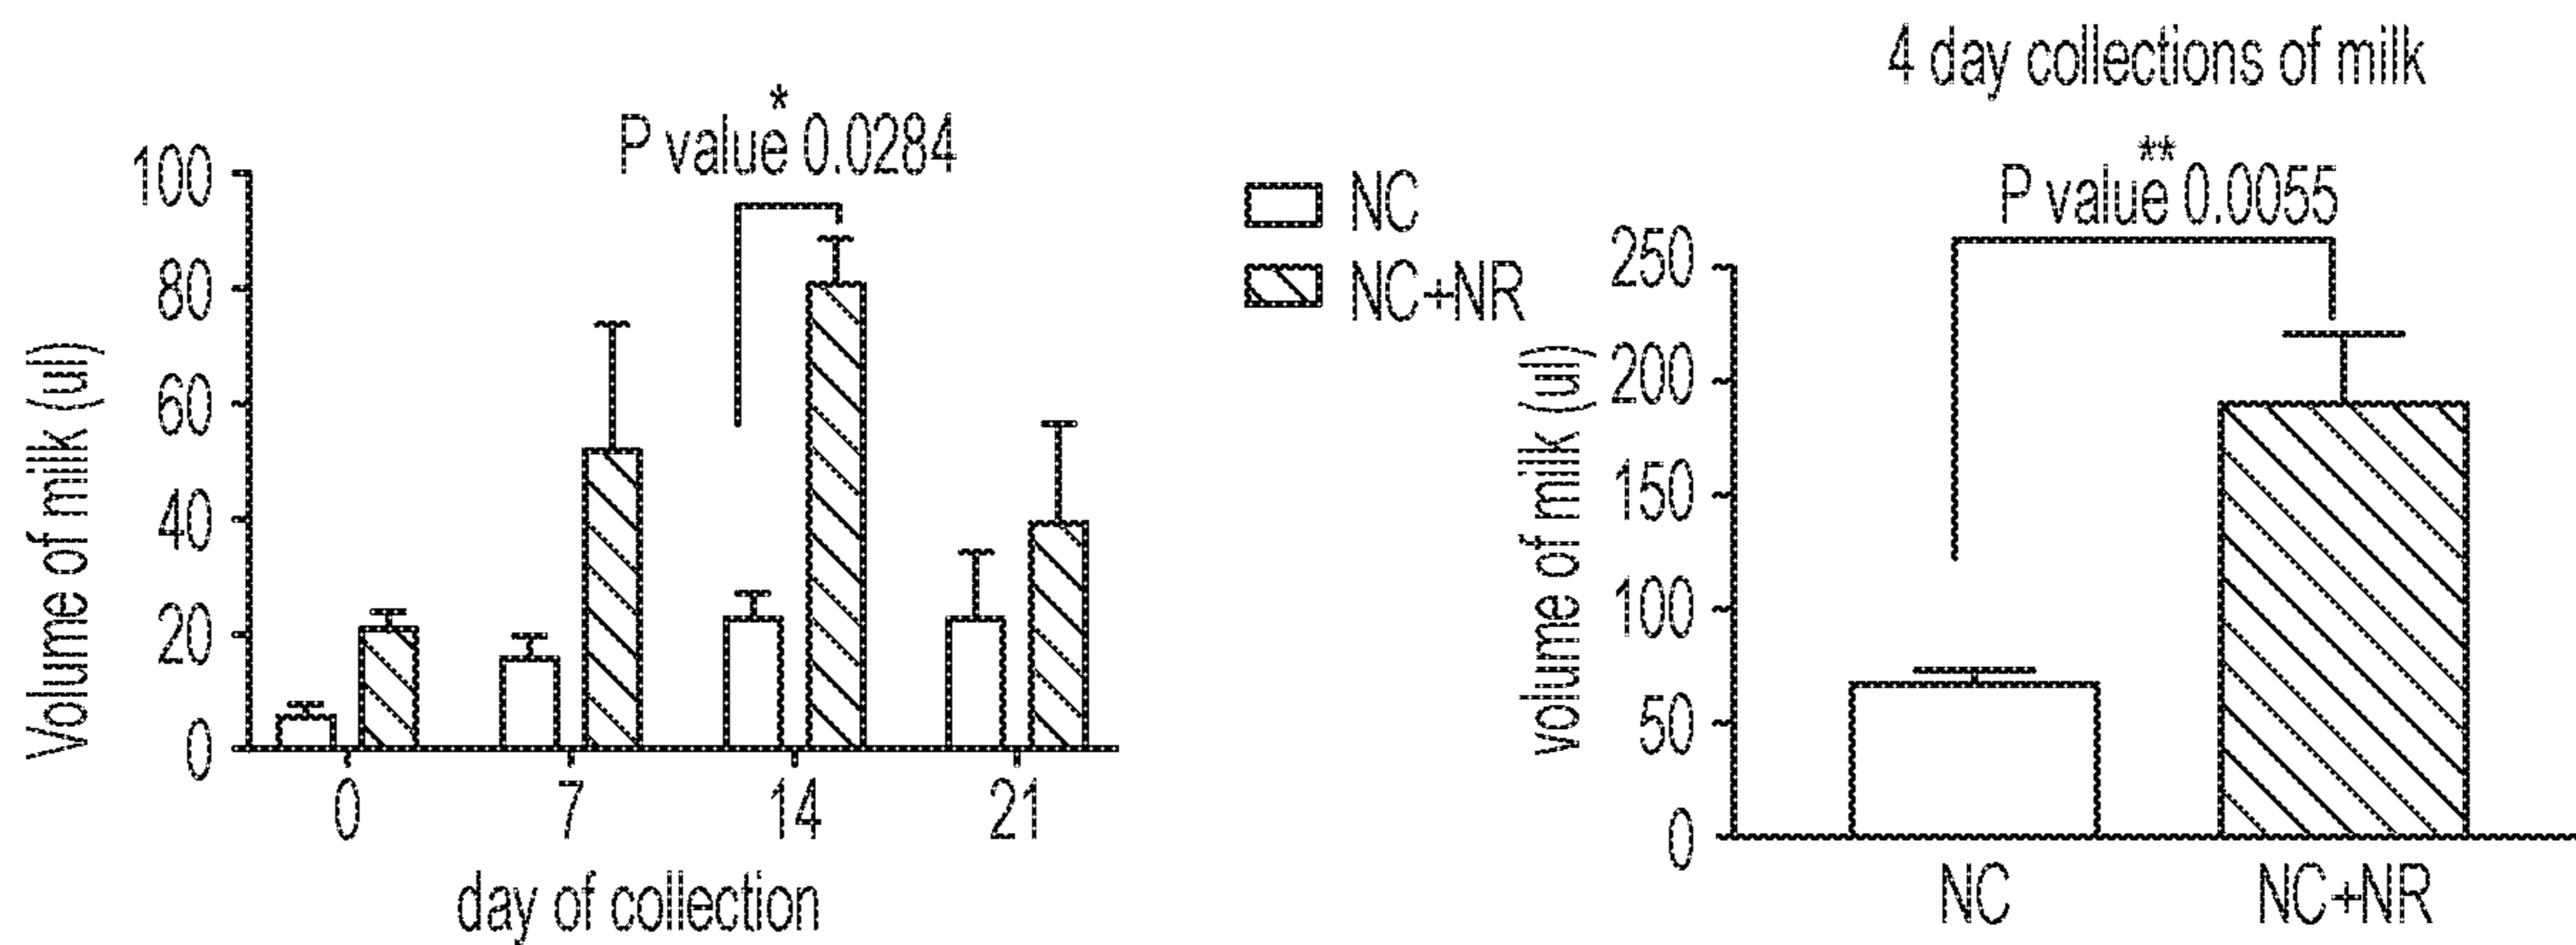 *
P value 0.0284
Volume of milk (ul)
100
80
60
40
20
0
0 7 14 21
day of collection
NC
NC+NR
4 day collections of milk
**
P value 0.0055
volume of milk (ul)
250
200
150
100
50
0
NC NC+NR